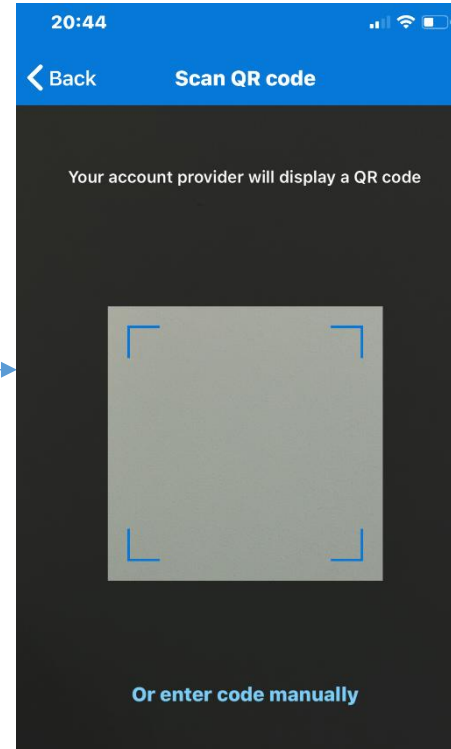 20:44
Back
Scan QR code
Your account provider will display a QR code
Or enter code manually